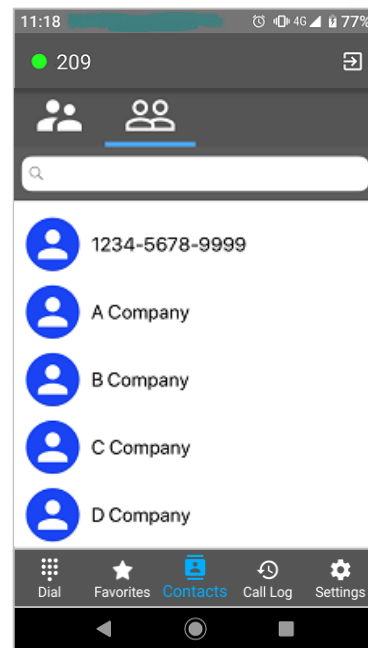 11:18 4G 77%
209
1234-5678-9999
A Company
B Company
C Company
D Company
Dial Favorites Contacts Call Log Settings